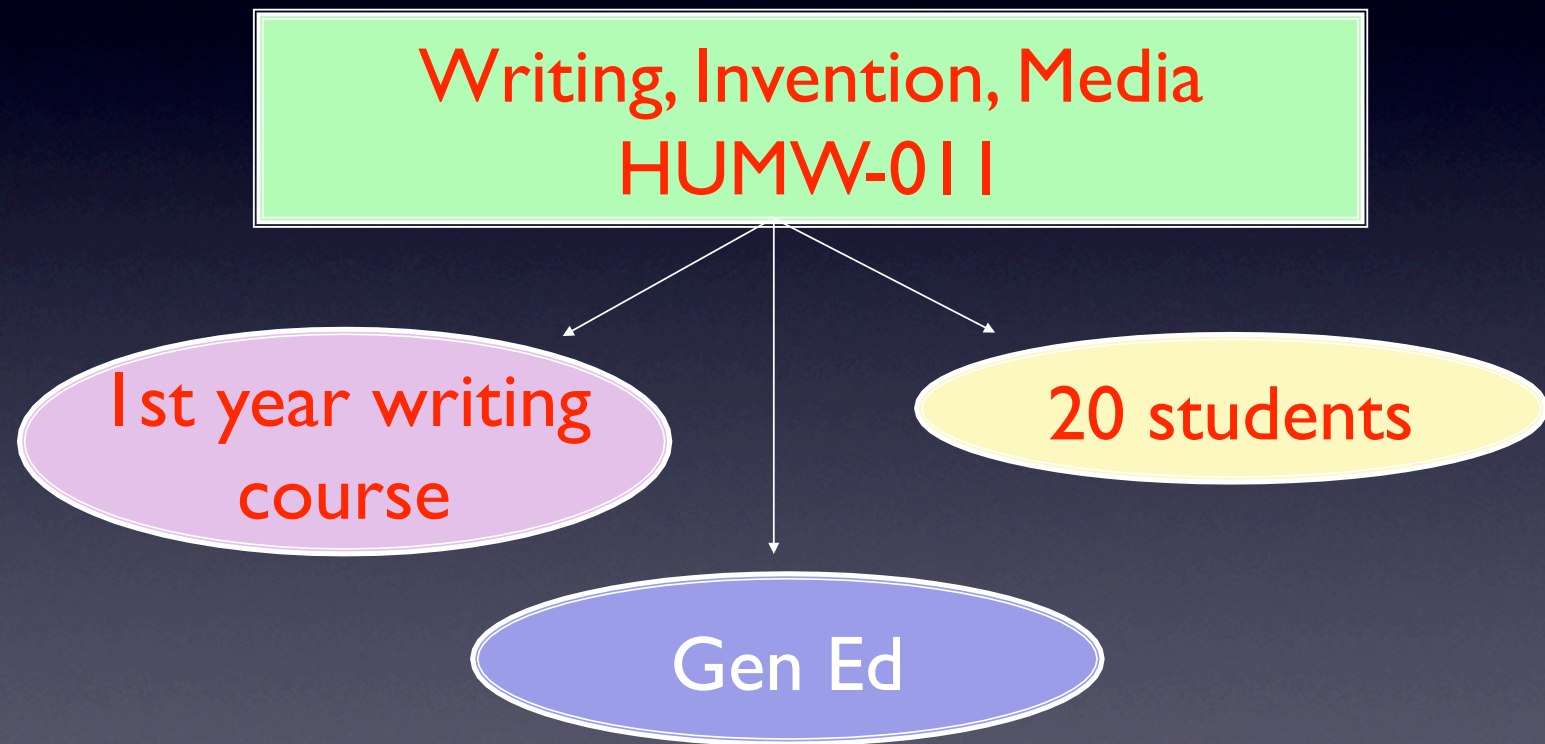 Writing, Invention, Media
HUMW-011
1st year writing
course
20 students
Gen Ed